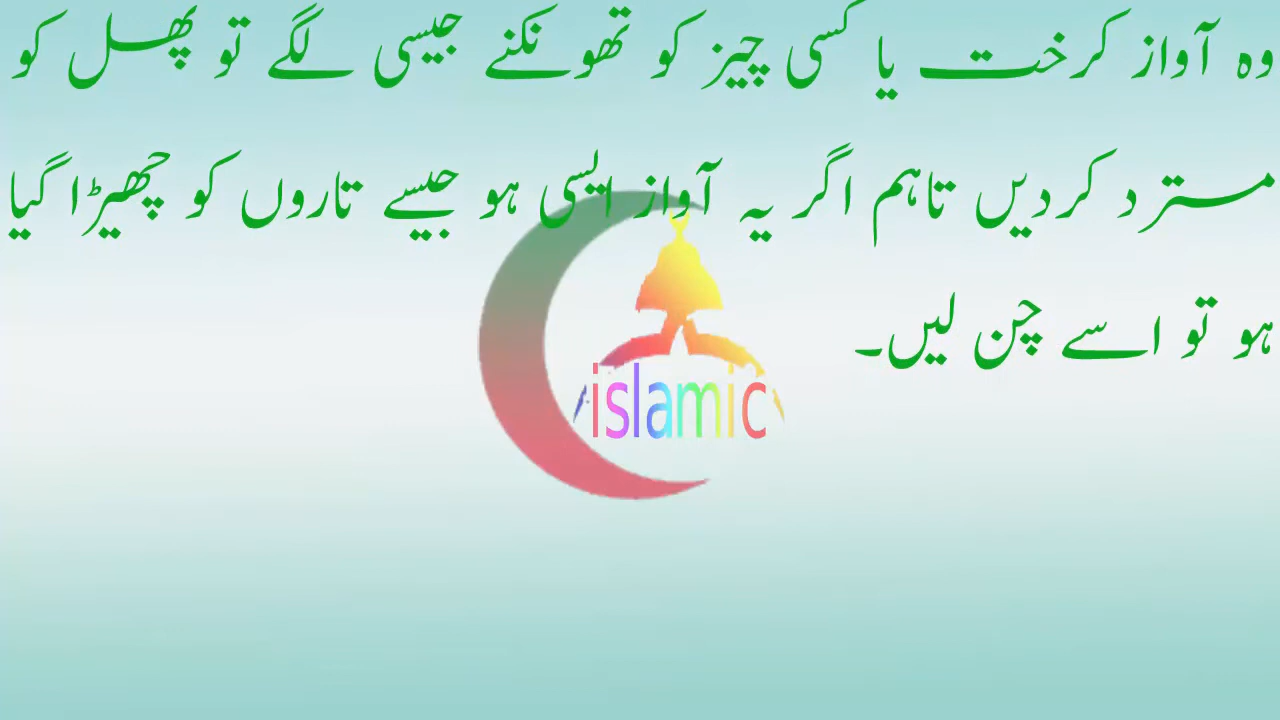 وہ آواز کرخت یا کسی چیز کو تھونکنے جیسی لگے تو پھل کو
مسترد کردیں تاہم اگر یہ آواز ایسی ہو جیسے تاروں کو چھیڑا گیا
ہو تو اسے چن لیں۔
islamic